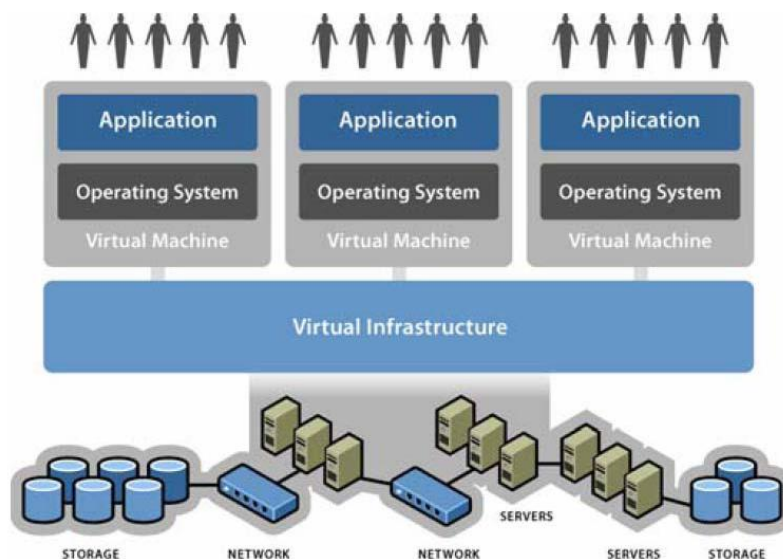 Application
Application
Application
Operating System
Operating System
Operating System
Virtual Machine
Virtual Machine
Virtual Machine
Virtual Infrastructure
SERVERS
STORAGE
NETWORK
NETWORK
SERVERS
STORAGE